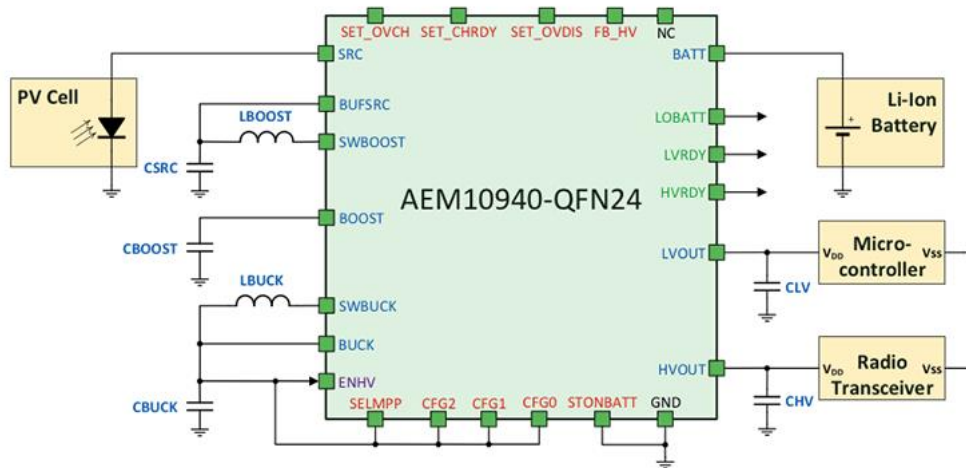 SET_OVCH SET_CHRDY SET_OVDIS FB_HV NC
SRC BATT
PV Cell
BUFSRC
LBOOST
SWBOOST
CSRC
Li-Ion
Battery
+
LOBATT
LVRDY
HVRDY
AEM10940-QFN24
BOOST
CBOOST
LVOUT
VDD Micro-
controller VSS
CLV
LBUCK
SWBUCK
BUCK
ENHV
CBUCK
HVOUT
VDD Radio
Transceiver VSS
CHV
SELMPP CFG2 CFG1 CFG0 STONBATT GND